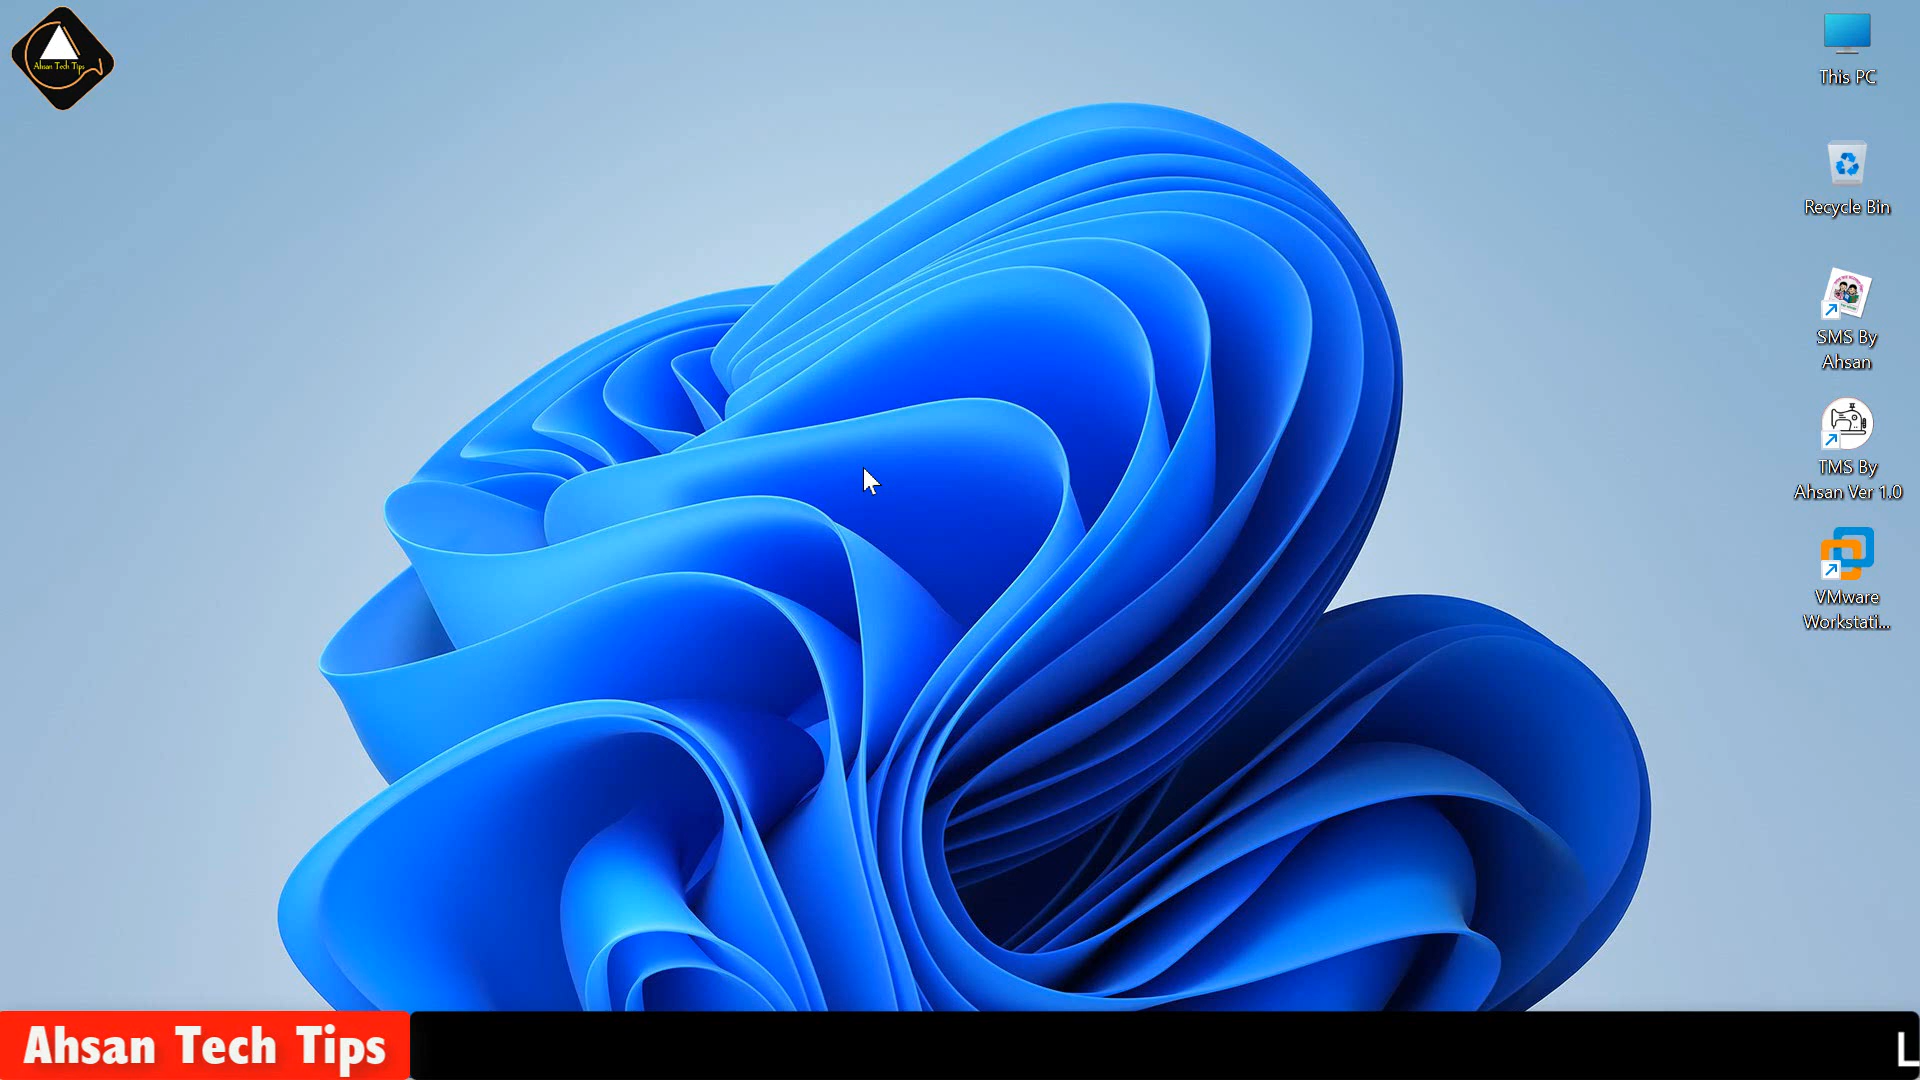 Ahsan Tech Tips
This PC
Recycle Bin
SMS By
Ahsan
TMS By
Ahsan Ver 1.0
VMware
Workstati...
Ahsan Tech Tips
L